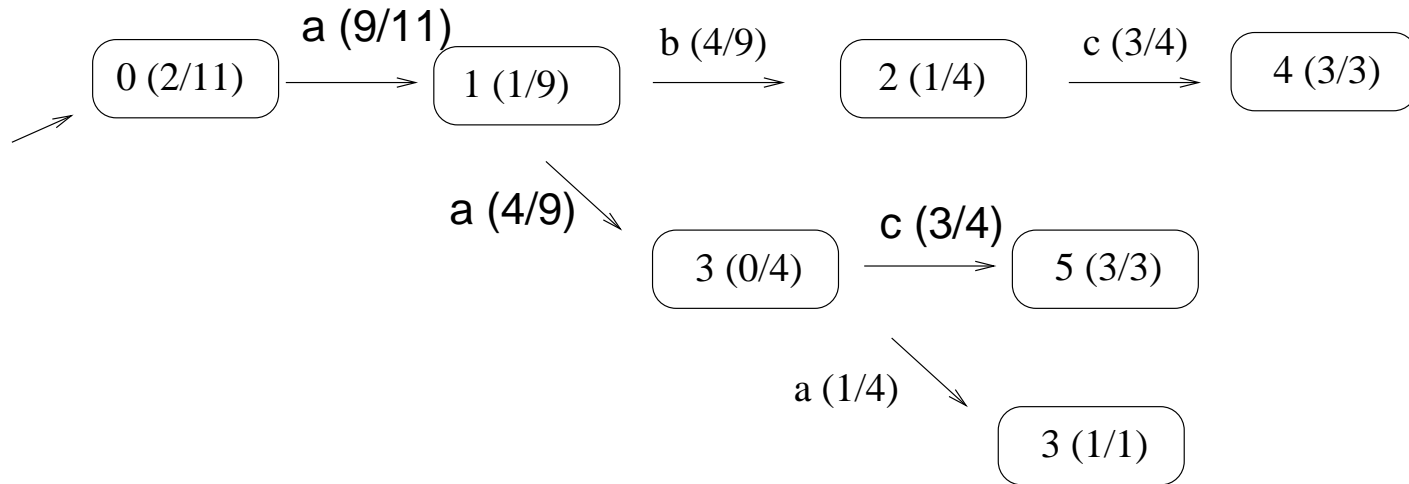 a (9/11)
b (4/9)
c (3/4)
0 (2/11)
1 (1/9)
2 (1/4)
4 (3/3)
a (4/9)
c (3/4)
3 (0/4)
5 (3/3)
a (1/4)
3 (1/1)